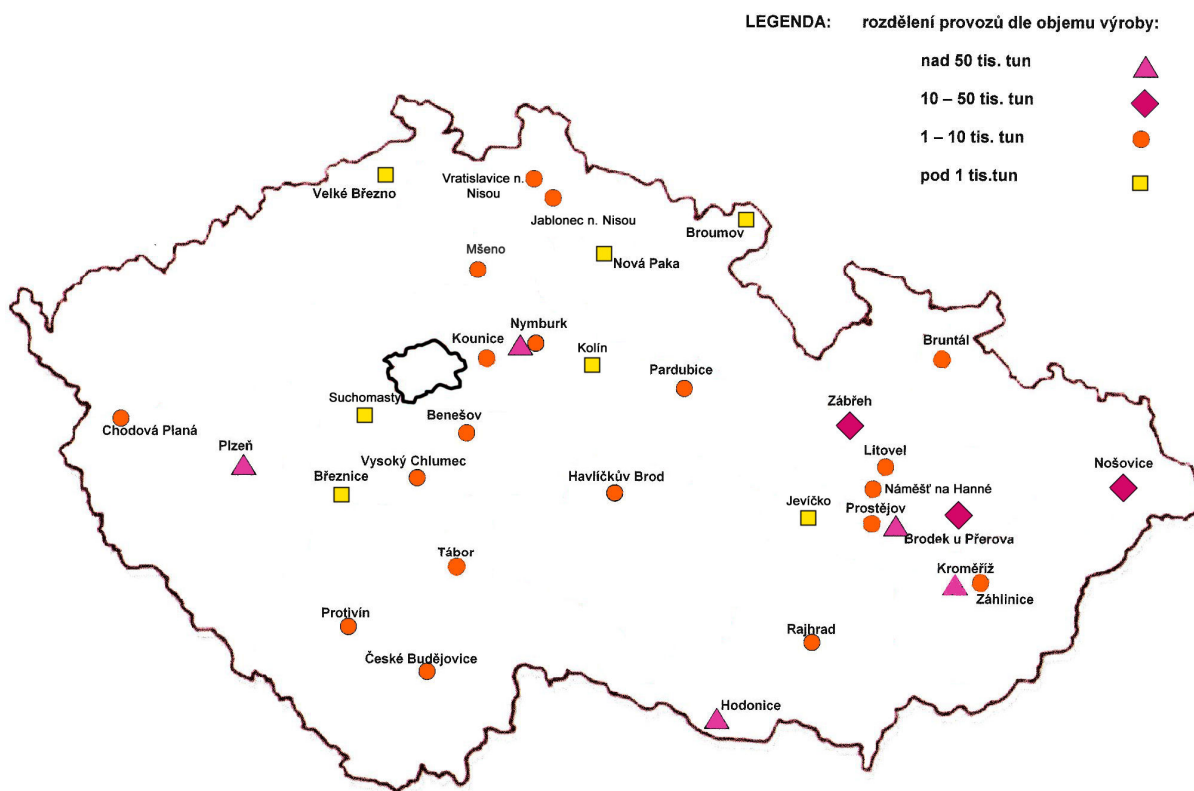 LEGENDA: rozdělení provozů dle objemu výroby:
nad 50 tis. tun
10 – 50 tis. tun
1 – 10 tis. tun
pod 1 tis.tun
Velké Březno
Vratislavice n.
Nisou
Jablonec n. Nisou
Broumov
Mšeno
Nová Paka
Nymburk
Kounice
Kolín
Bruntál
Pardubice
Suchomasty
Benešov
Zábřeh
Chodová Planá
Plzeň
Litovel
Vysoký Chlumec
Březnice
Havlíčkův Brod
Nošovice
Náměšť na Hanné
Jevíčko
Prostějov
Brodek u Přerova
Tábor
Kroměříž
Záhlinice
Protivín
Rajhrad
České Budějovice
Hodonice